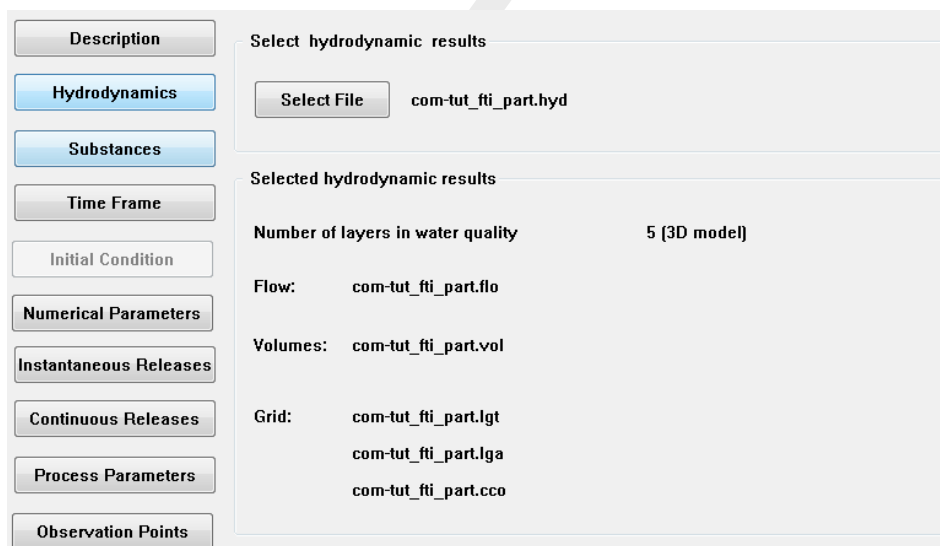 Description
Hydrodynamics
Substances
Time Frame
Initial Condition
Numerical Parameters
Instantaneous Releases
Continuous Releases
Process Parameters
Observation Points
Select hydrodynamic results
Select File com-tut_fti_part.hyd
Selected hydrodynamic results
Number of layers in water quality 5 (3D model)
Flow: com-tut_fti_part.flo
Volumes: com-tut_fti_part.vol
Grid: com-tut_fti_part.lgt
com-tut_fti_part.lga
com-tut_fti_part.cco